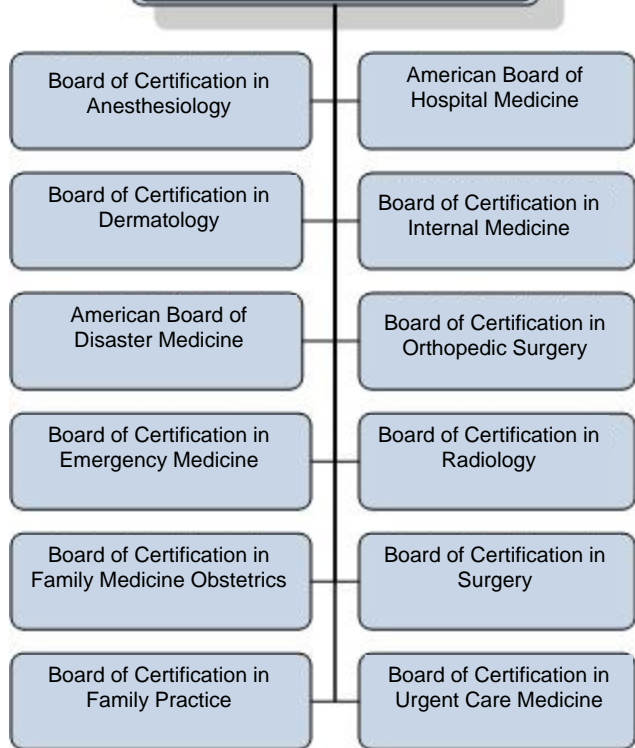 Board of Certification in
Anesthesiology
American Board of
Hospital Medicine
Board of Certification in
Dermatology
Board of Certification in
Internal Medicine
American Board of
Disaster Medicine
Board of Certification in
Orthopedic Surgery
Board of Certification in
Emergency Medicine
Board of Certification in
Radiology
Board of Certification in
Family Medicine Obstetrics
Board of Certification in
Surgery
Board of Certification in
Family Practice
Board of Certification in
Urgent Care Medicine